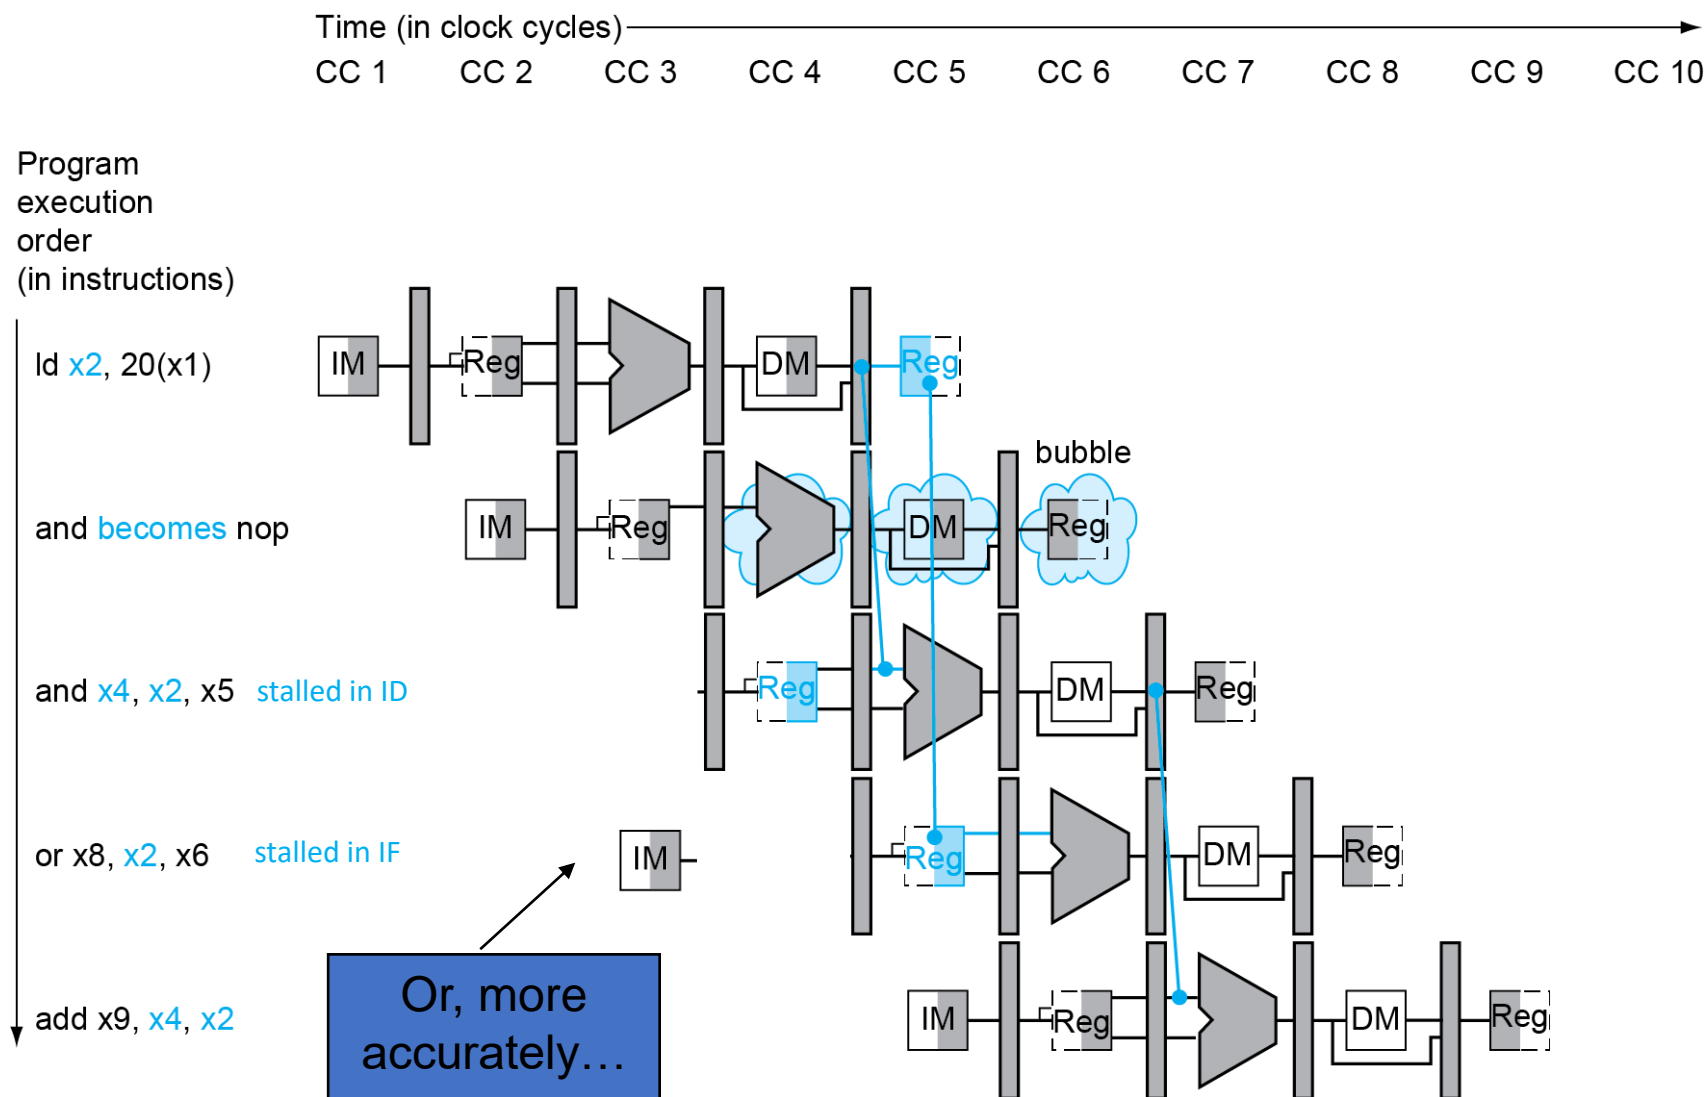 Time (in clock cycles)
CC 1 CC 2 CC 3 CC 4 CC 5 CC 6 CC 7 CC 8 CC 9 CC 10
Program
execution
order
(in instructions)
ld x2, 20(x1) IM Reg DM Reg
bubble
and becomes nop IM Reg DM Reg
and x4, x2, x5 stalled in ID Reg DM Reg
or x8, x2, x6 stalled in IF IM Reg DM Reg
Or, more
accurately...
add x9, x4, x2 IM Reg DM Reg